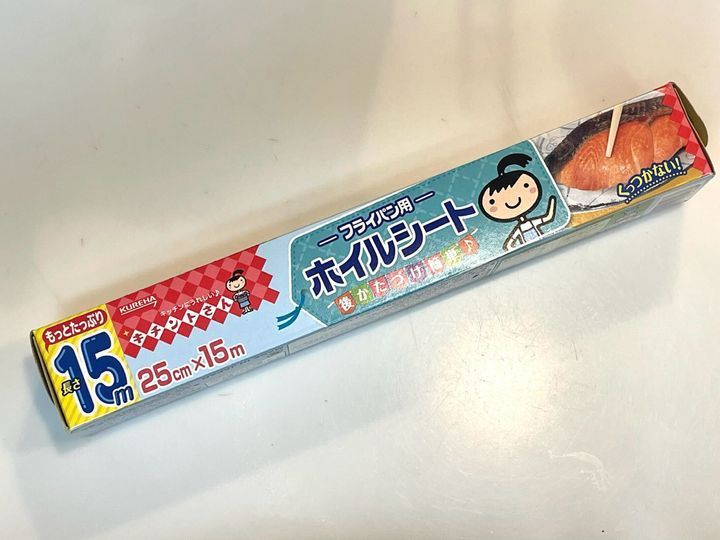 もっとたっぷり
長さ
15m
KUREHA
キッチンにうれしい♪
キチントさん
25cm×15m
フライパン用
ホイルシート
後かたづけ簡単♪
くっつかない!